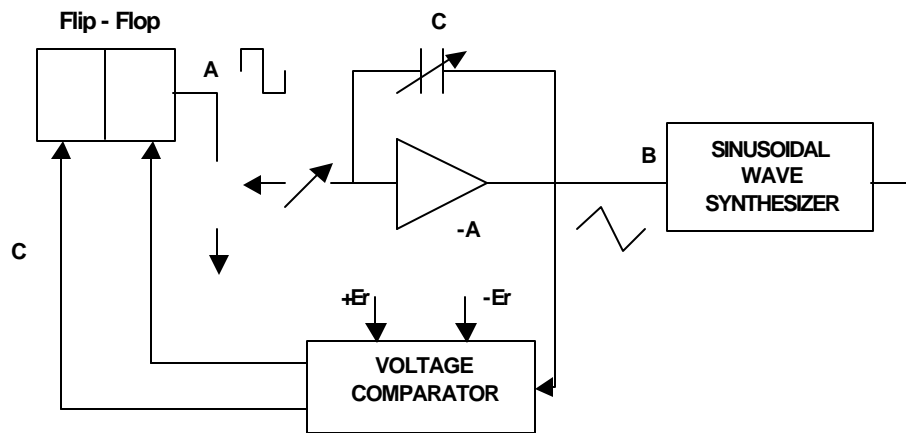 Flip - Flop
C
A
B
SINUSOIDAL
WAVE
SYNTHESIZER
-A
C
+Er
-Er
VOLTAGE
COMPARATOR